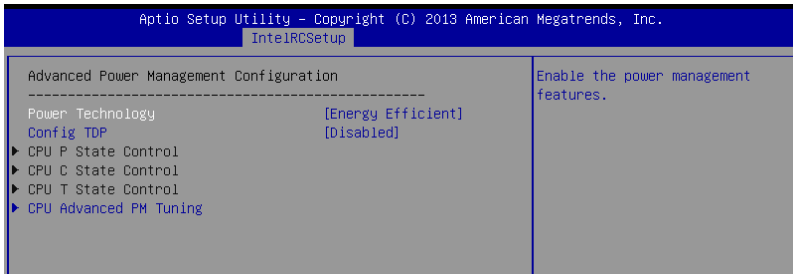 Aptio Setup Utility – Copyright (C) 2013 American Megatrends, Inc.
IntelRCSetup
Advanced Power Management Configuration
--------------------------------------------------
Power Technology [Energy Efficient]
Config TDP [Disabled]
CPU P State Control
CPU C State Control
CPU T State Control
CPU Advanced PM Tuning
Enable the power management
features.